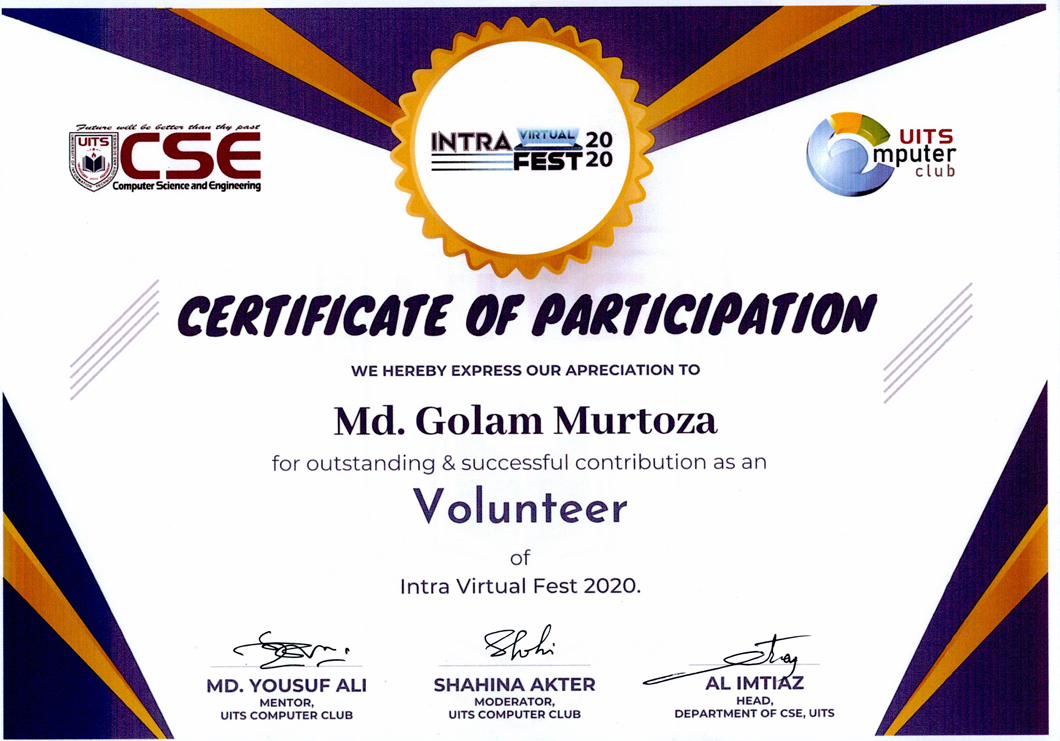 Future will be better than thy past
UITS
CSE
Computer Science and Engineering
INTRA VIRTUAL FEST 2020
UITS
mputer
club
CERTIFICATE OF PARTICIPATION
WE HEREBY EXPRESS OUR APRECIATION TO
Md. Golam Murtoza
for outstanding & successful contribution as an
Volunteer
of
Intra Virtual Fest 2020.
MD. YOUSUF ALI
MENTOR,
UITS COMPUTER CLUB
Shohi
SHAHINA AKTER
MODERATOR,
UITS COMPUTER CLUB
AL IMTIAZ
HEAD,
DEPARTMENT OF CSE, UITS